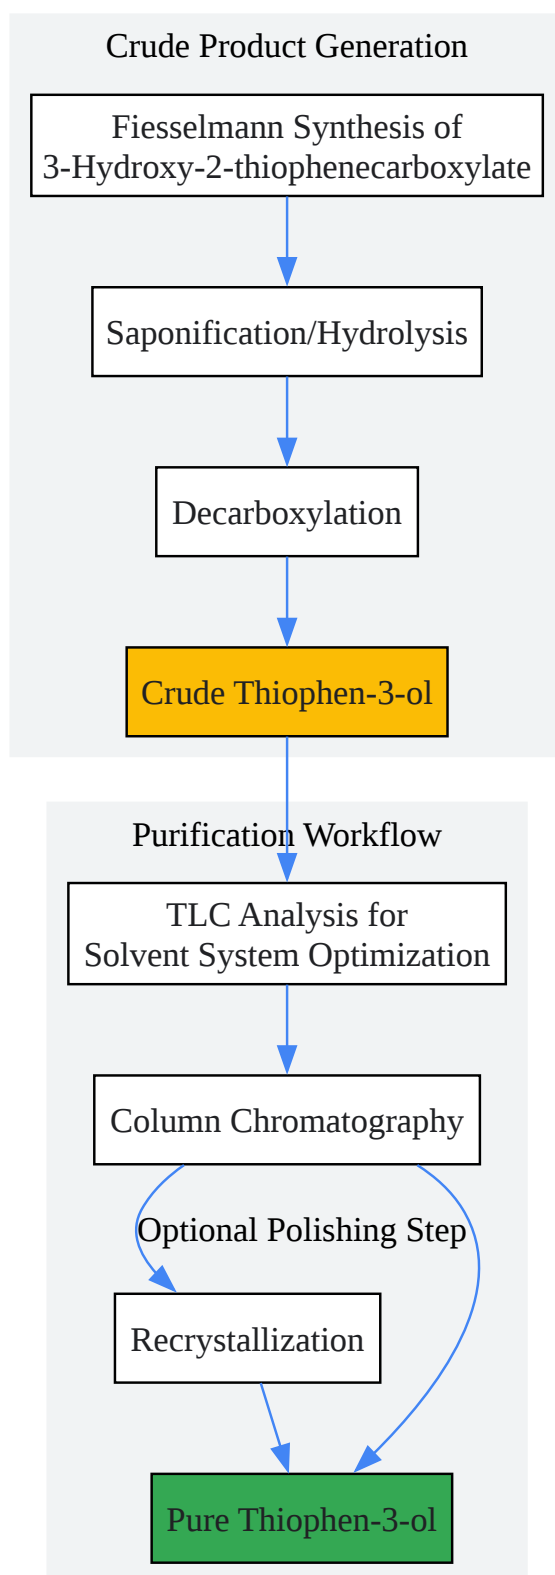 Crude Product Generation
Fiesselmann Synthesis of
3-Hydroxy-2-thiophenecarboxylate
Saponification/Hydrolysis
Decarboxylation
Crude Thiophen-3-ol
Purification Workflow
TLC Analysis for
Solvent System Optimization
Column Chromatography
Optional Polishing Step
Recrystallization
Pure Thiophen-3-ol